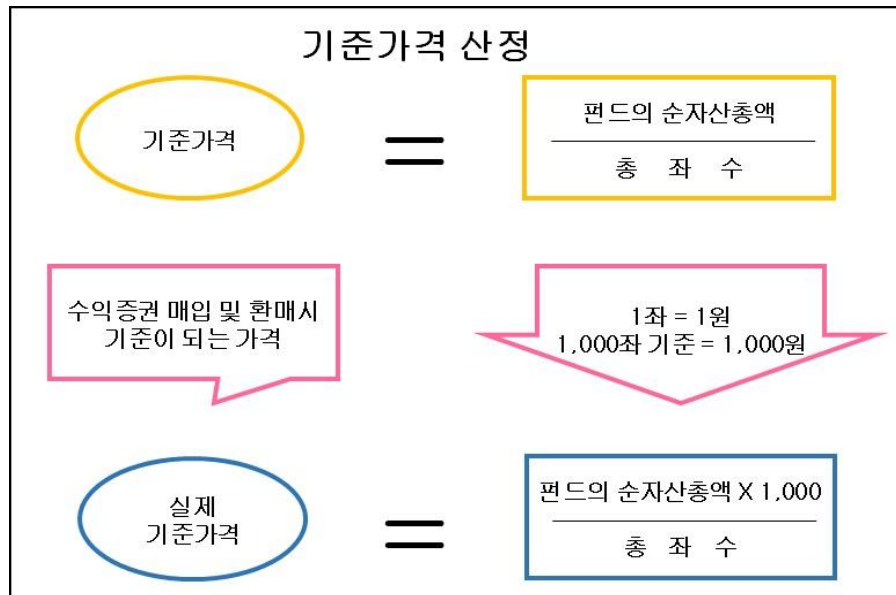 기준가격 산정
기준가격
=
펀드의 순자산총액
총 좌 수
수익증권 매입 및 환매시
기준이 되는 가격
1좌 = 1원
1,000좌 기준 = 1,000원
실제
기준가격
=
펀드의 순자산총액 X 1,000
총 좌 수